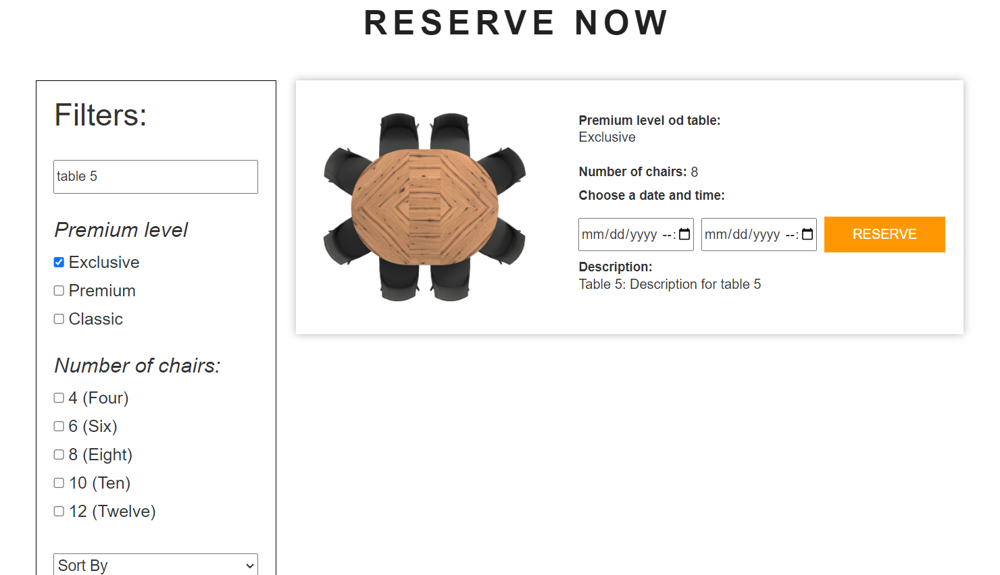 RESERVE NOW
Filters:
table 5
Premium level
Exclusive
Premium
Classic
Number of chairs:
4 (Four)
6 (Six)
8 (Eight)
10 (Ten)
12 (Twelve)
Sort By
Premium level od table:
Exclusive
Number of chairs: 8
Choose a date and time:
mm/dd/yyyy --: mm/dd/yyyy --: RESERVE
Description:
Table 5: Description for table 5